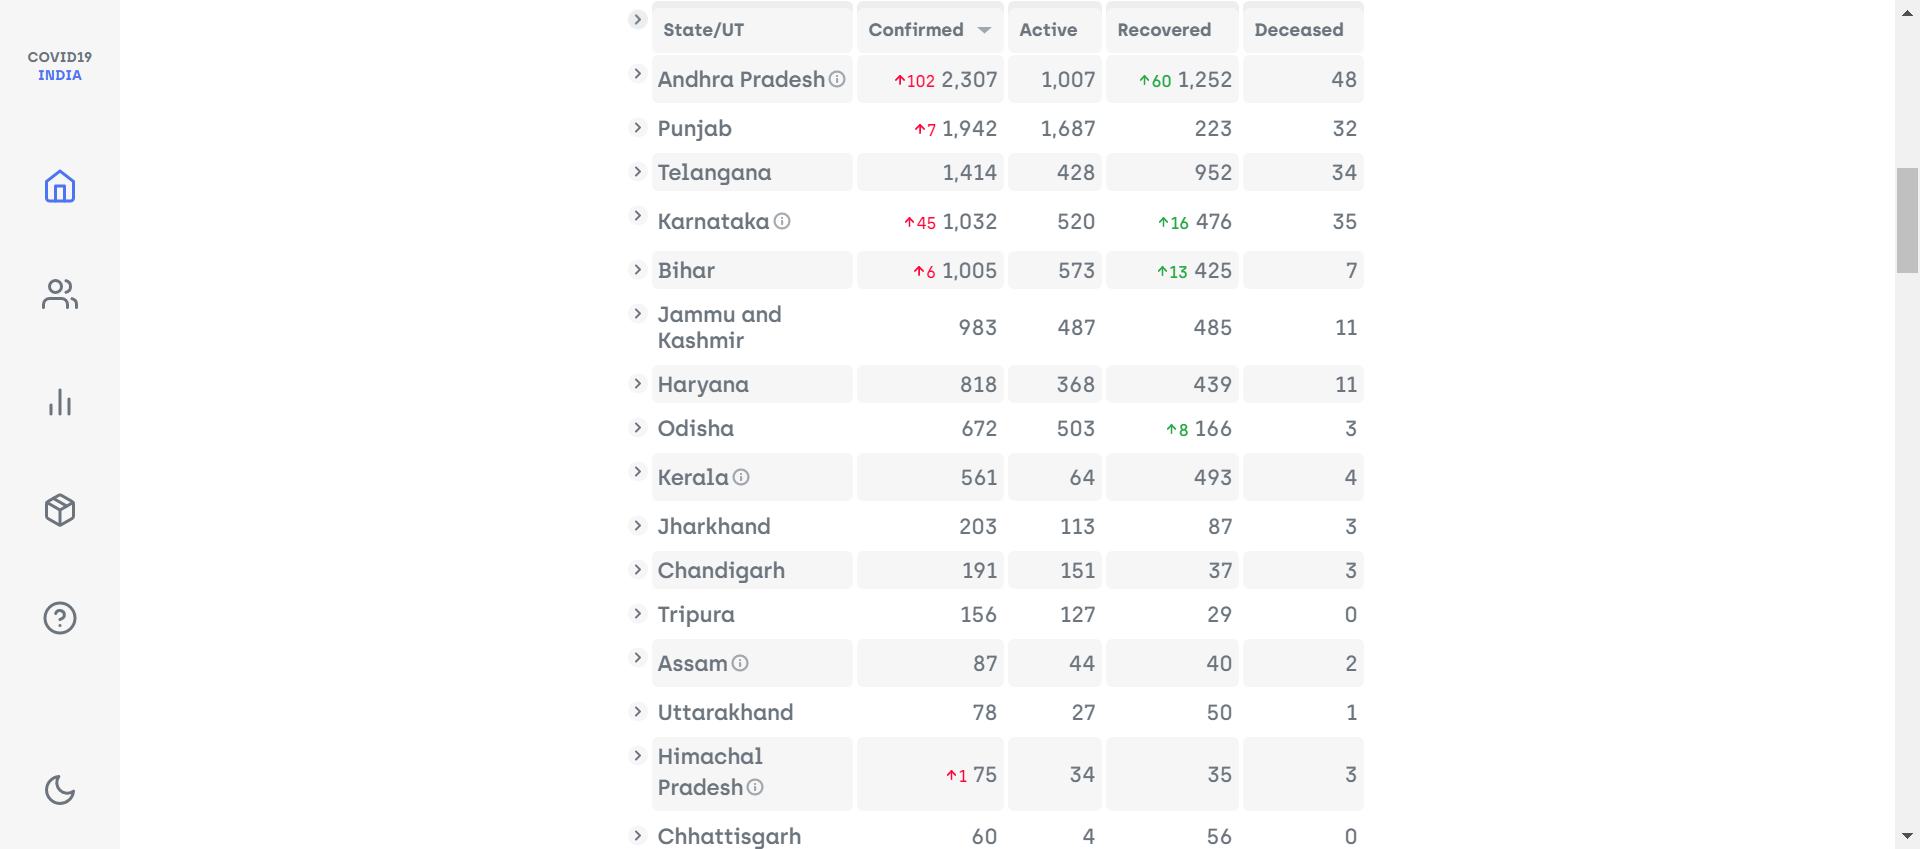 COVID19
INDIA
State/UT Confirmed Active Recovered Deceased
Andhra Pradesh ↑102 2,307 1,007 ↑60 1,252 48
Punjab ↑7 1,942 1,687 223 32
Telangana 1,414 428 952 34
Karnataka ↑45 1,032 520 ↑16 476 35
Bihar ↑6 1,005 573 ↑13 425 7
Jammu and
Kashmir 983 487 485 11
Haryana 818 368 439 11
Odisha 672 503 ↑8 166 3
Kerala 561 64 493 4
Jharkhand 203 113 87 3
Chandigarh 191 151 37 3
Tripura 156 127 29 0
Assam 87 44 40 2
Uttarakhand 78 27 50 1
Himachal
Pradesh ↑1 75 34 35 3
Chhattisgarh 60 4 56 0